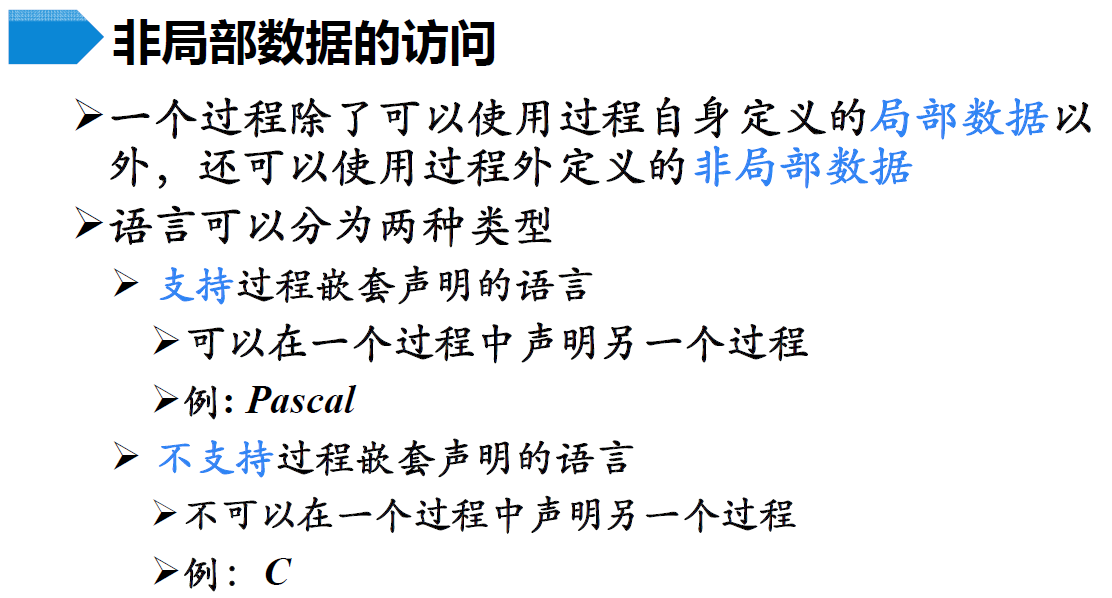 非局部数据的访问
一个过程除了可以使用过程自身定义的局部数据以
外，还可以使用过程外定义的非局部数据
语言可以分为两种类型
支持过程嵌套声明的语言
可以在一个过程中声明另一个过程
例: Pascal
不支持过程嵌套声明的语言
不可以在一个过程中声明另一个过程
例： C